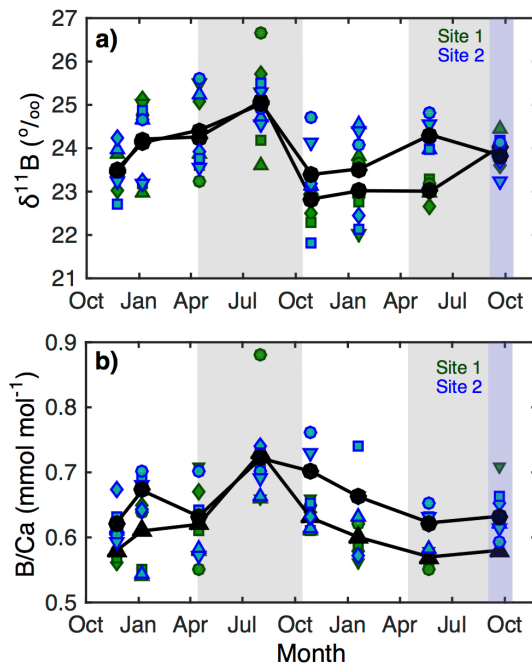 a)
Site 1
Site 2
δ¹¹B (º/₀₀)
27
26
25
24
23
22
21
Oct Jan Apr Jul Oct Jan Apr Jul Oct
b)
Site 1
Site 2
B/Ca (mmol mol⁻¹)
0.9
0.8
0.7
0.6
0.5
Oct Jan Apr Jul Oct Jan Apr Jul Oct
Month